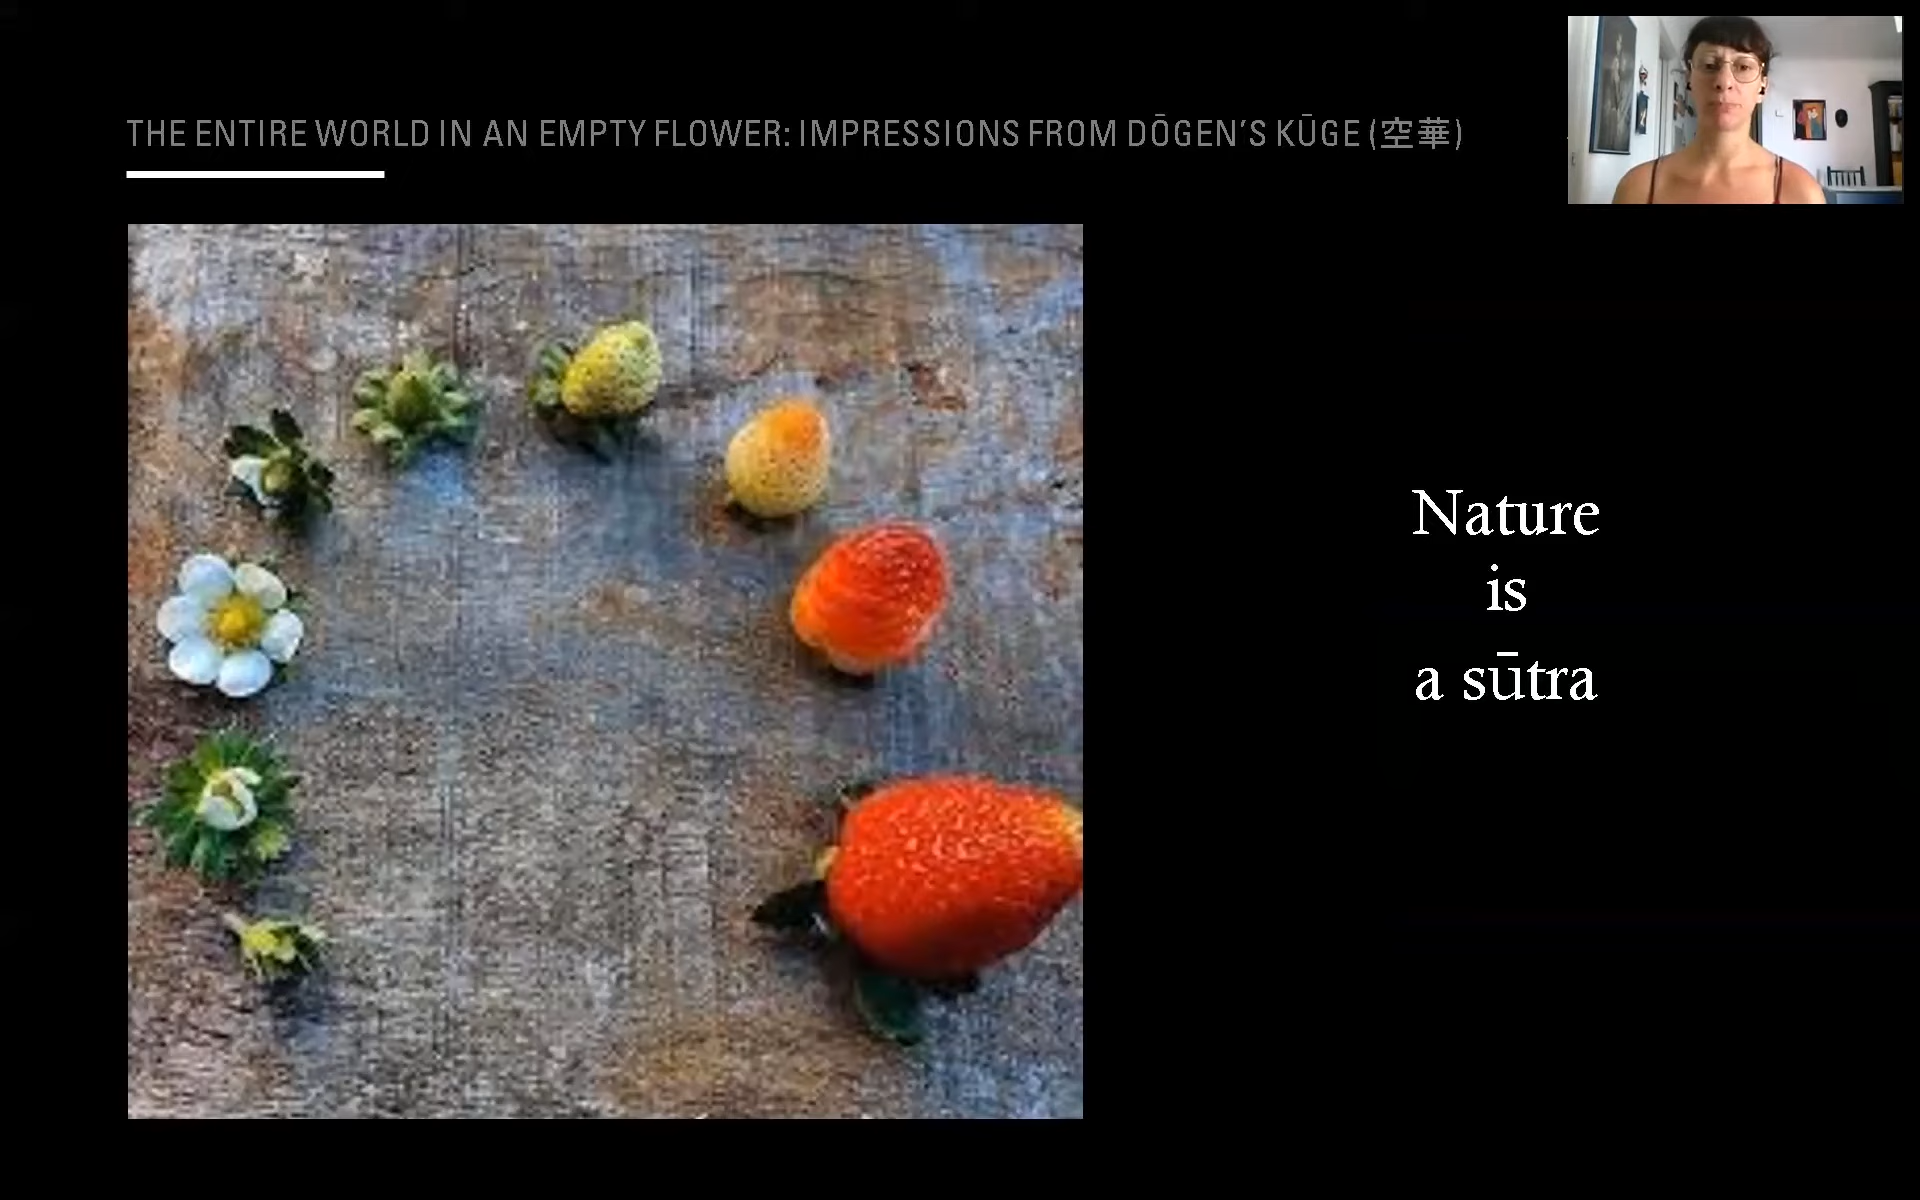 THE ENTIRE WORLD IN AN EMPTY FLOWER: IMPRESSIONS FROM DŌGEN’S KŪGE (空華)
Nature
is
a sūtra